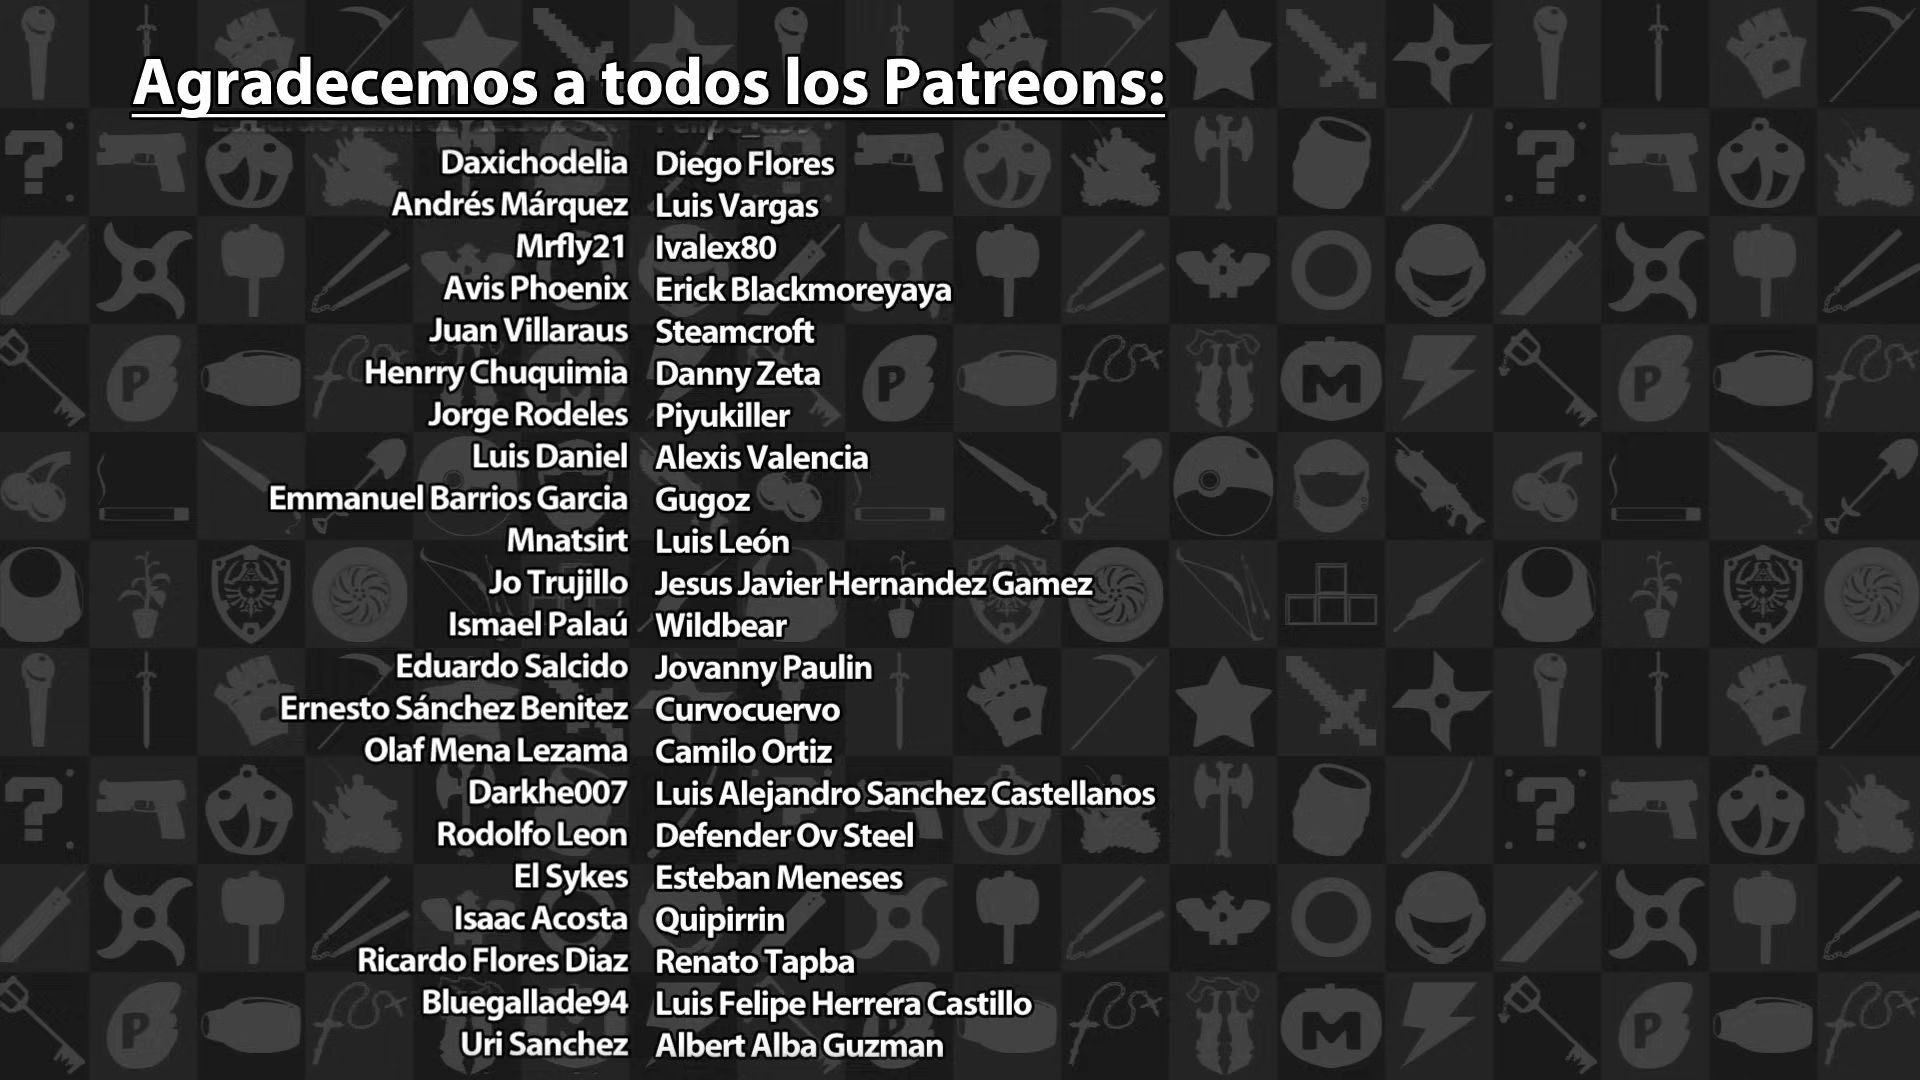 Agradecemos a todos los Patreons:
Daxichodelia Diego Flores
Andrés Márquez Luis Vargas
Mrfly21 Ivalex80
Avis Phoenix Erick Blackmoreyaya
Juan Villaraus Steamcroft
Henrry Chuquimia Danny Zeta
Jorge Rodeles Piyukiller
Luis Daniel Alexis Valencia
Emmanuel Barrios Garcia Gugoz
Mnatsirt Luis León
Jo Trujillo Jesus Javier Hernandez Gamez
Ismael Palaú Wildbear
Eduardo Salcido Jovanny Paulin
Ernesto Sánchez Benitez Curvocuervo
Olaf Mena Lezama Camilo Ortiz
Darkhe007 Luis Alejandro Sanchez Castellanos
Rodolfo Leon Defender Ov Steel
El Sykes Esteban Meneses
Isaac Acosta Quipirrin
Ricardo Flores Diaz Renato Tapba
Bluegallade94 Luis Felipe Herrera Castillo
Uri Sanchez Albert Alba Guzman